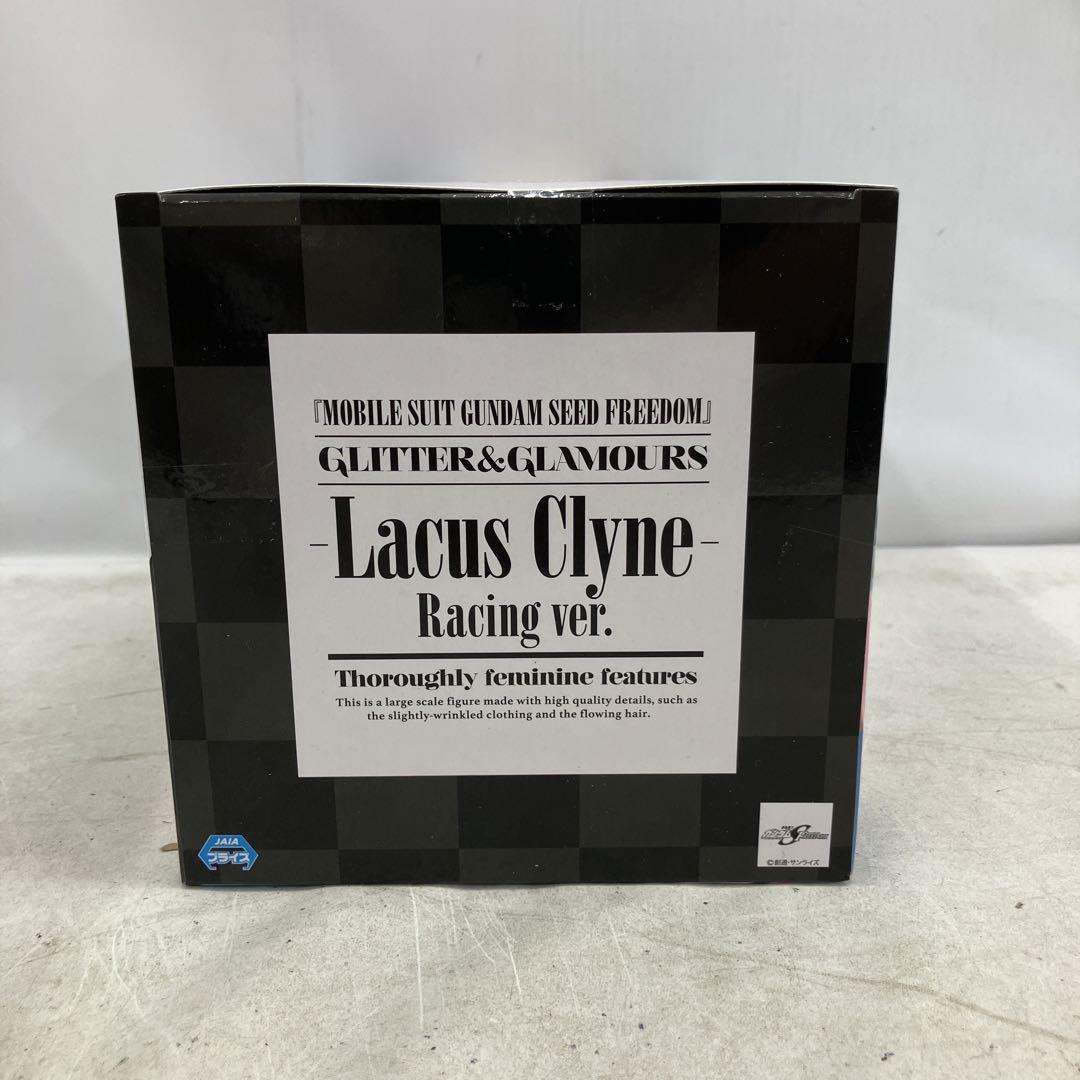 『MOBILE SUIT GUNDAM SEED FREEDOM』
GLITTER&GLAMOURS
-Lacus Clyne-
Racing ver.
Thoroughly feminine features
This is a large scale figure made with high quality details, such as
the slightly-wrinkled clothing and the flowing hair.
JAIA
プライズ
©創通・サンライズ